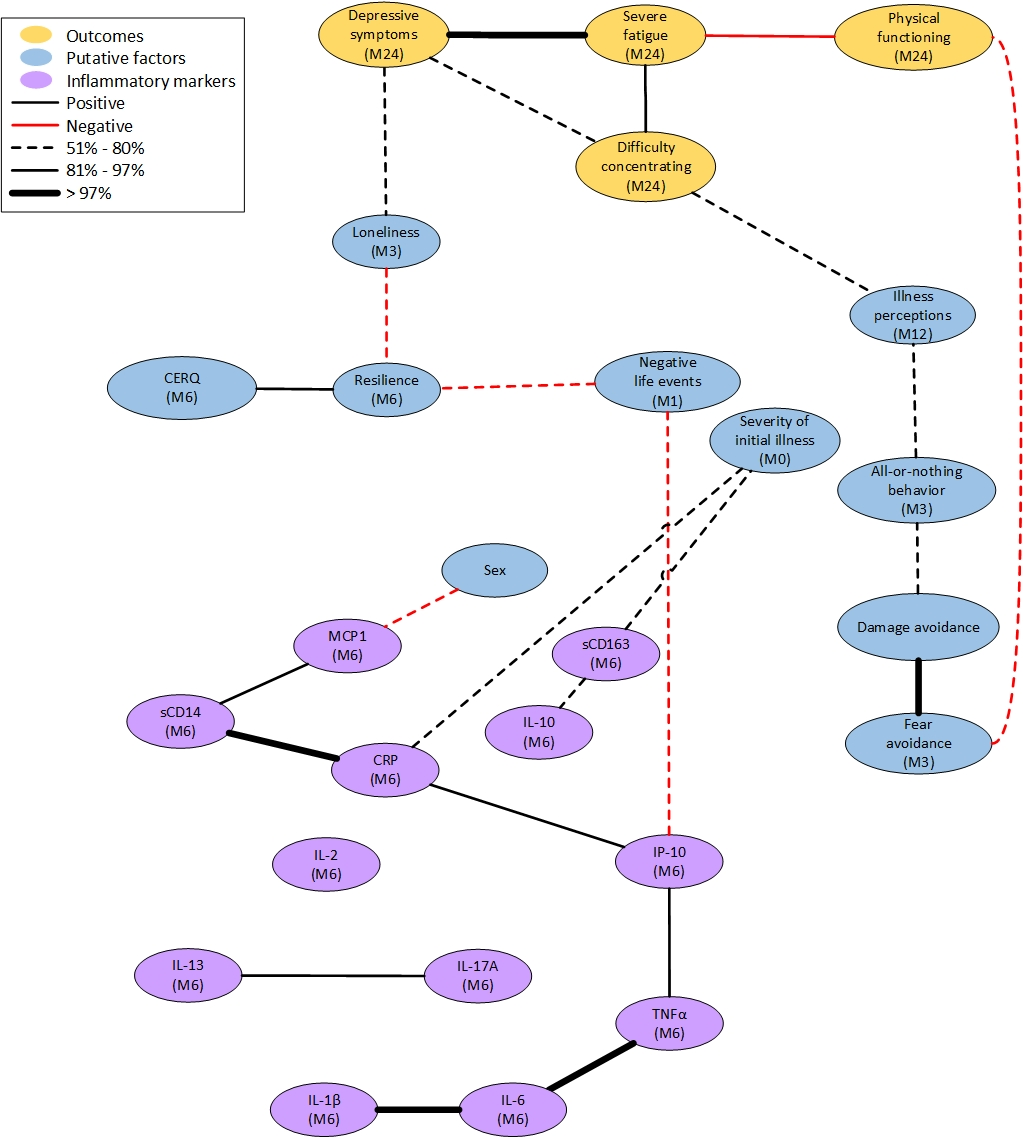 Outcomes
Putative factors
Inflammatory markers
Positive
Negative
51% - 80%
81% - 97%
> 97%
Depressive
symptoms
(M24)
Severe
fatigue
(M24)
Physical
functioning
(M24)
Difficulty
concentrating
(M24)
Loneliness
(M3)
Illness
perceptions
(M12)
CERQ
(M6)
Resilience
(M6)
Negative
life events
(M1)
Severity of
initial illness
(M0)
All-or-nothing
behavior
(M3)
Sex
Damage avoidance
MCP1
(M6)
sCD163
(M6)
sCD14
(M6)
IL-10
(M6)
Fear
avoidance
(M3)
CRP
(M6)
IL-2
(M6)
IP-10
(M6)
IL-13
(M6)
IL-17A
(M6)
TNFα
(M6)
IL-1β
(M6)
IL-6
(M6)